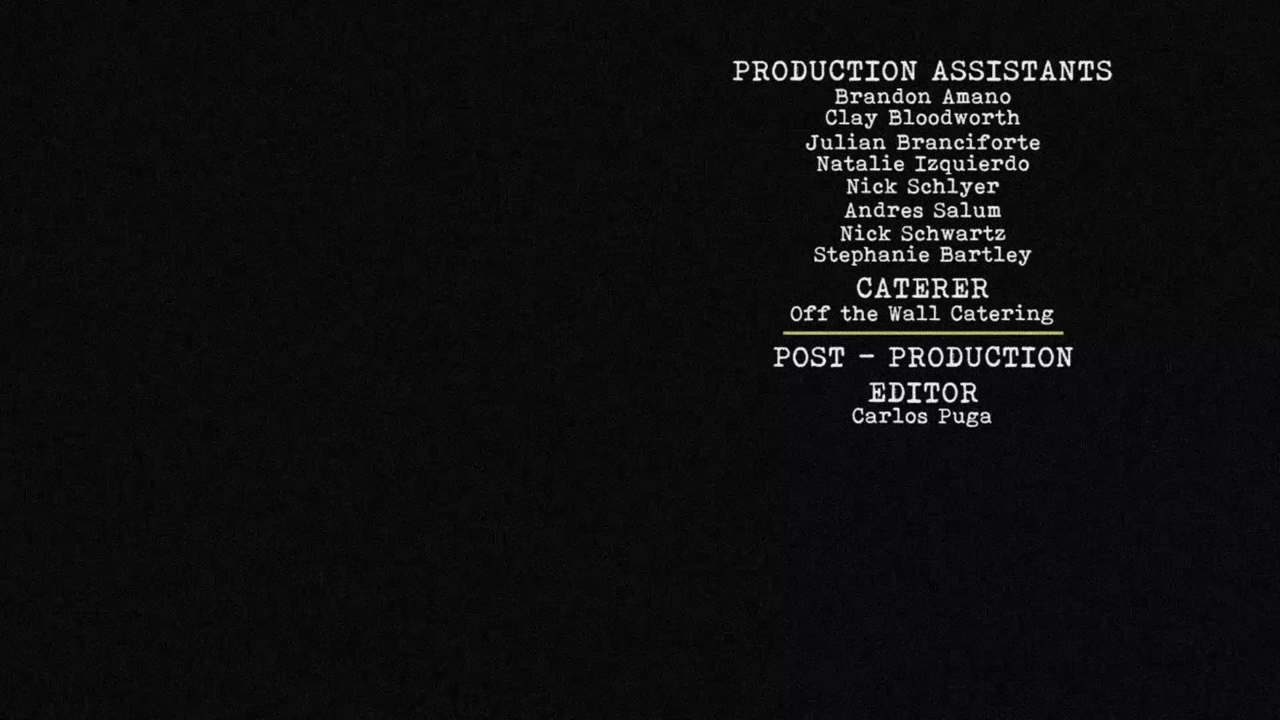 PRODUCTION ASSISTANTS
Brandon Amano
Clay Bloodworth
Julian Branciforte
Natalie Izquierdo
Nick Schlyer
Andres Salum
Nick Schwartz
Stephanie Bartley
CATERER
Off the Wall Catering
POST - PRODUCTION
EDITOR
Carlos Puga